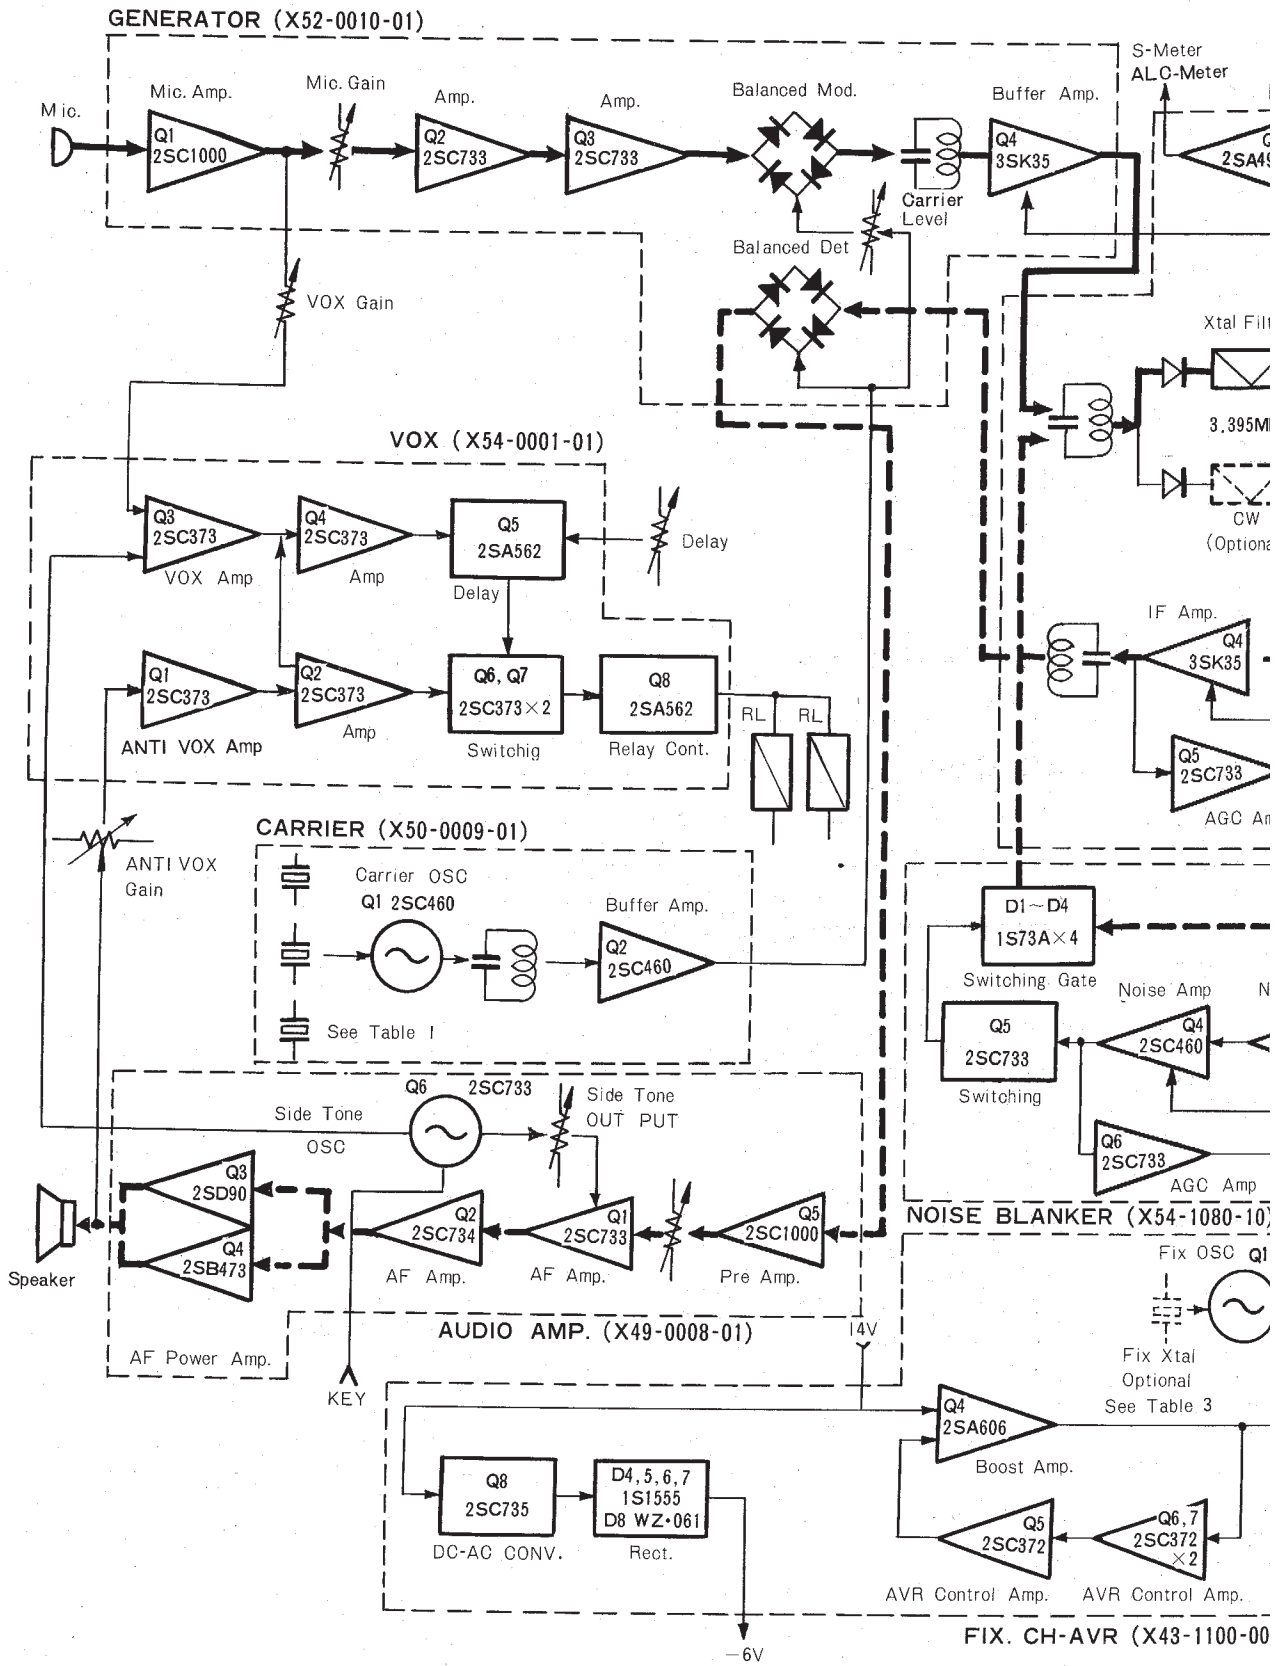 GENERATOR (X52-0010-01)
Mic.
Mic. Amp.
Q1
2SC1000
Mic. Gain
Amp.
Q2
2SC733
Amp.
Q3
2SC733
Balanced Mod.
Carrier
Level
Buffer Amp.
Q4
3SK35
S-Meter
ALC-Meter
Balanced Det
VOX Gain
Xtal Filt
3.395M
CW
(Optiona
VOX (X54-0001-01)
Q3
2SC373
VOX Amp
Q4
2SC373
Amp
Q5
2SA562
Delay
Delay
Q1
2SC373
ANTI VOX Amp
Q2
2SC373
Amp
Q6, Q7
2SC373×2
Switchig
Q8
2SA562
Relay Cont.
RL
RL
IF Amp.
Q4
3SK35
Q5
2SC733
AGC A
ANTI VOX
Gain
CARRIER (X50-0009-01)
Carrier OSC
Q1 2SC460
Buffer Amp.
Q2
2SC460
See Table 1
D1~D4
1S73A×4
Switching Gate
Noise Amp
Q4
2SC460
N
Q5
2SC733
Switching
Q6
2SC733
AGC Amp
NOISE BLANKER (X54-1080-10)
Q6
2SC733
Side Tone
OSC
Side Tone
OUT PUT
Q3
2SD90
Q4
2SB473
Q2
2SC734
AF Amp.
Q1
2SC733
AF Amp.
Q5
2SC1000
Pre Amp.
Speaker
AUDIO AMP. (X49-0008-01)
AF Power Amp.
KEY
14V
Fix OSC Q1
Fix Xtal
Optional
See Table 3
Q4
2SA606
Boost Amp.
Q8
2SC735
DC-AC CONV.
D4,5,6,7
1S1555
D8 WZ·061
Rect.
Q5
2SC372
AVR Control Amp.
Q6,7
2SC372
×2
AVR Control Amp.
FIX. CH-AVR (X43-1100-00
-6V